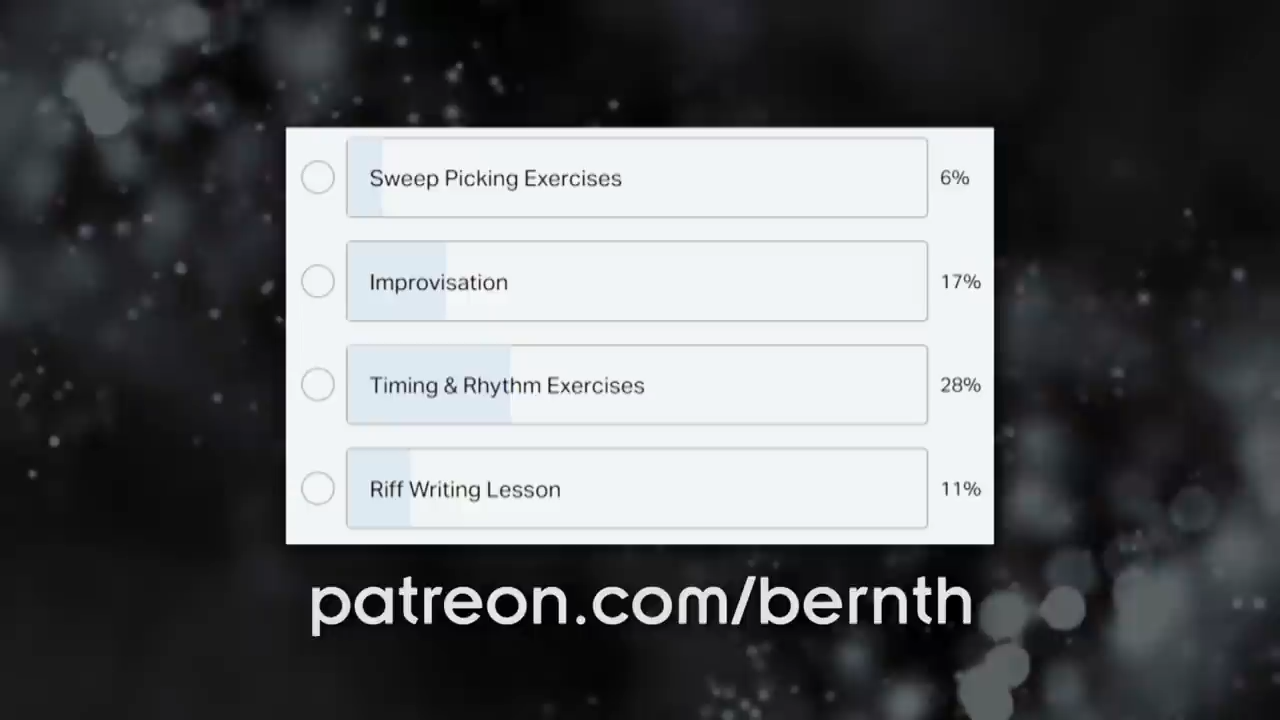 Sweep Picking Exercises 6%
Improvisation 17%
Timing & Rhythm Exercises 28%
Riff Writing Lesson 11%
patreon.com/bernth